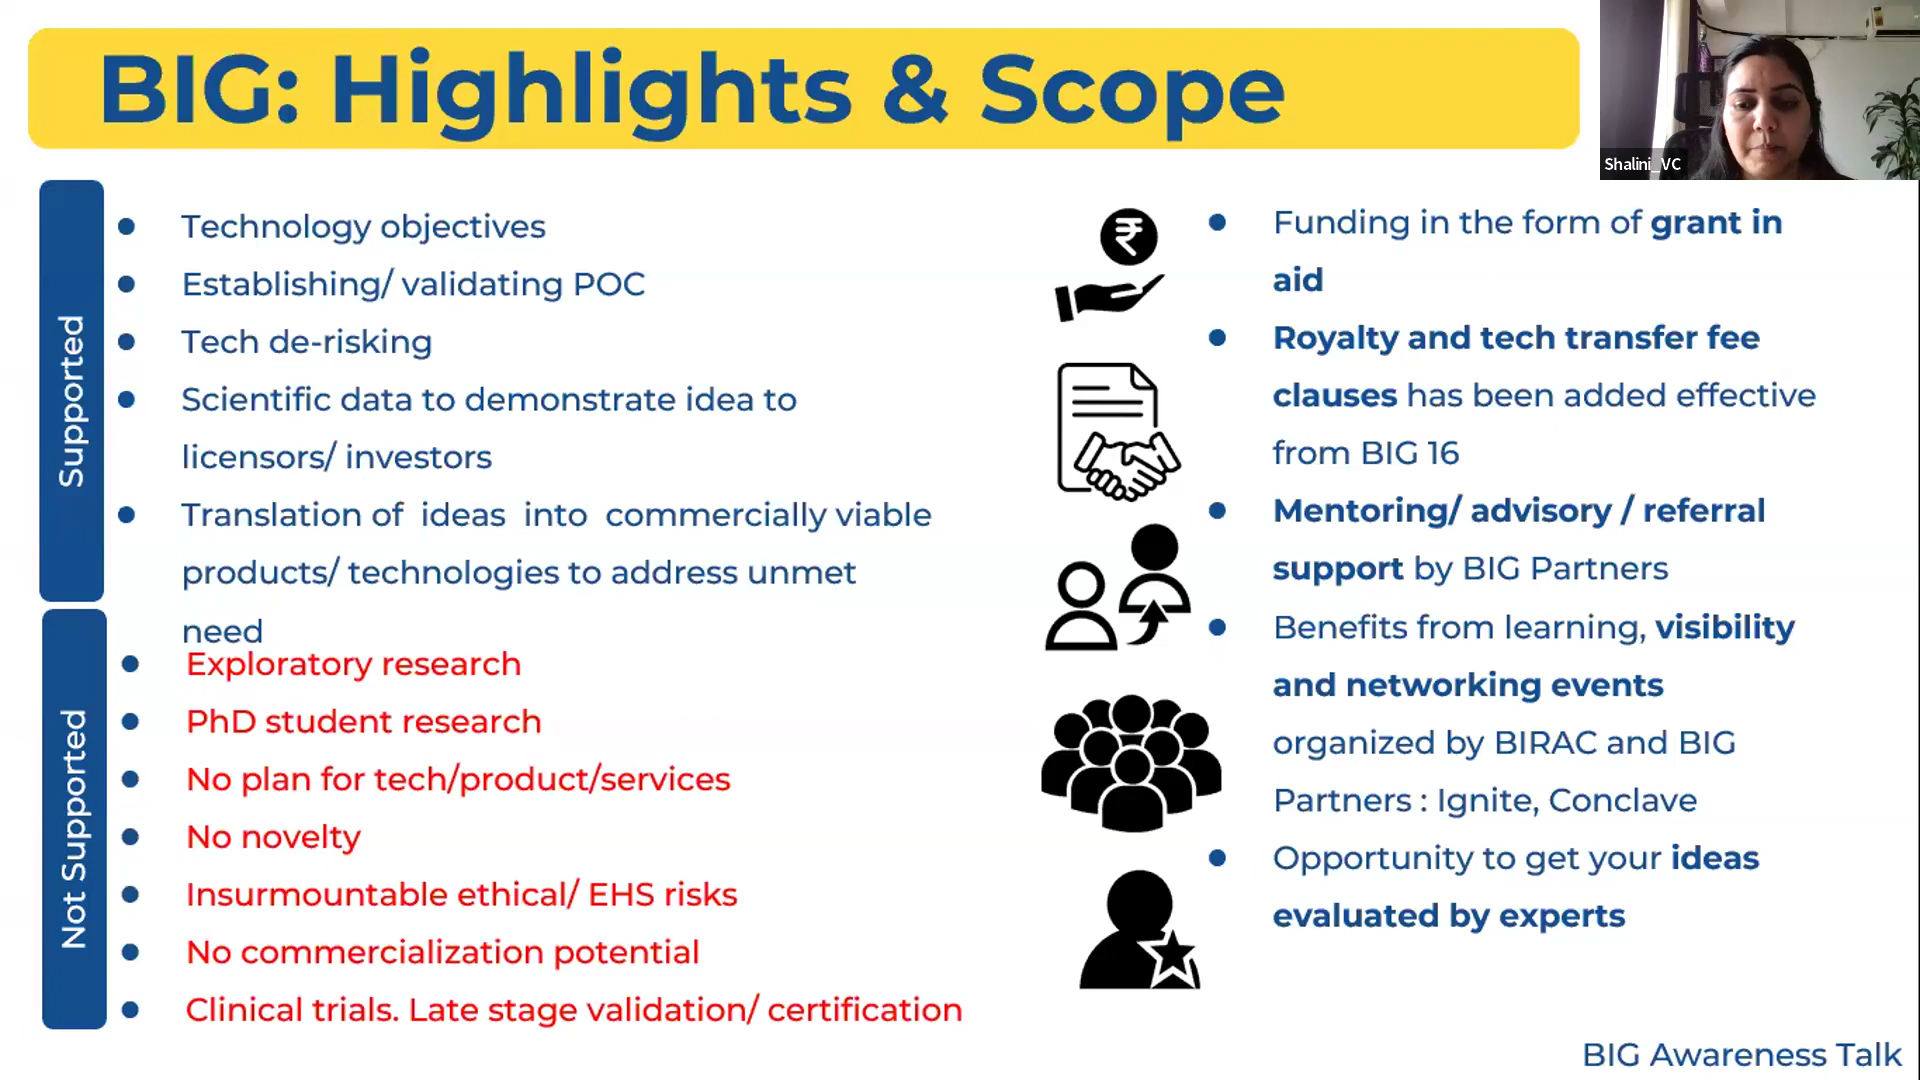 BIG: Highlights & Scope
Shalini_VC
Supported
Technology objectives
Establishing/ validating POC
Tech de-risking
Scientific data to demonstrate idea to
licensors/ investors
Translation of ideas into commercially viable
products/ technologies to address unmet
need
Not Supported
Exploratory research
PhD student research
No plan for tech/product/services
No novelty
Insurmountable ethical/ EHS risks
No commercialization potential
Clinical trials. Late stage validation/ certification
₹
Funding in the form of grant in
aid
Royalty and tech transfer fee
clauses has been added effective
from BIG 16
Mentoring/ advisory / referral
support by BIG Partners
Benefits from learning, visibility
and networking events
organized by BIRAC and BIG
Partners : Ignite, Conclave
Opportunity to get your ideas
evaluated by experts
BIG Awareness Talk